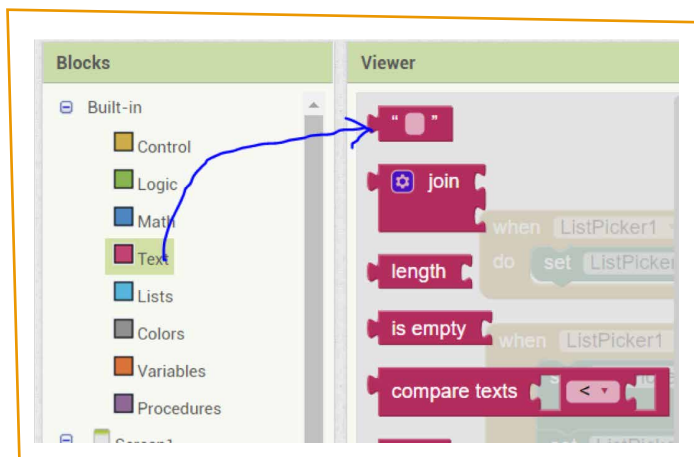 Blocks
Viewer
Built-in
Control
Logic
Math
Text
Lists
Colors
Variables
Procedures
Screen1
“ ”
join
length
is empty
compare texts <
when ListPicker1
do set ListPicker
when ListPicker1